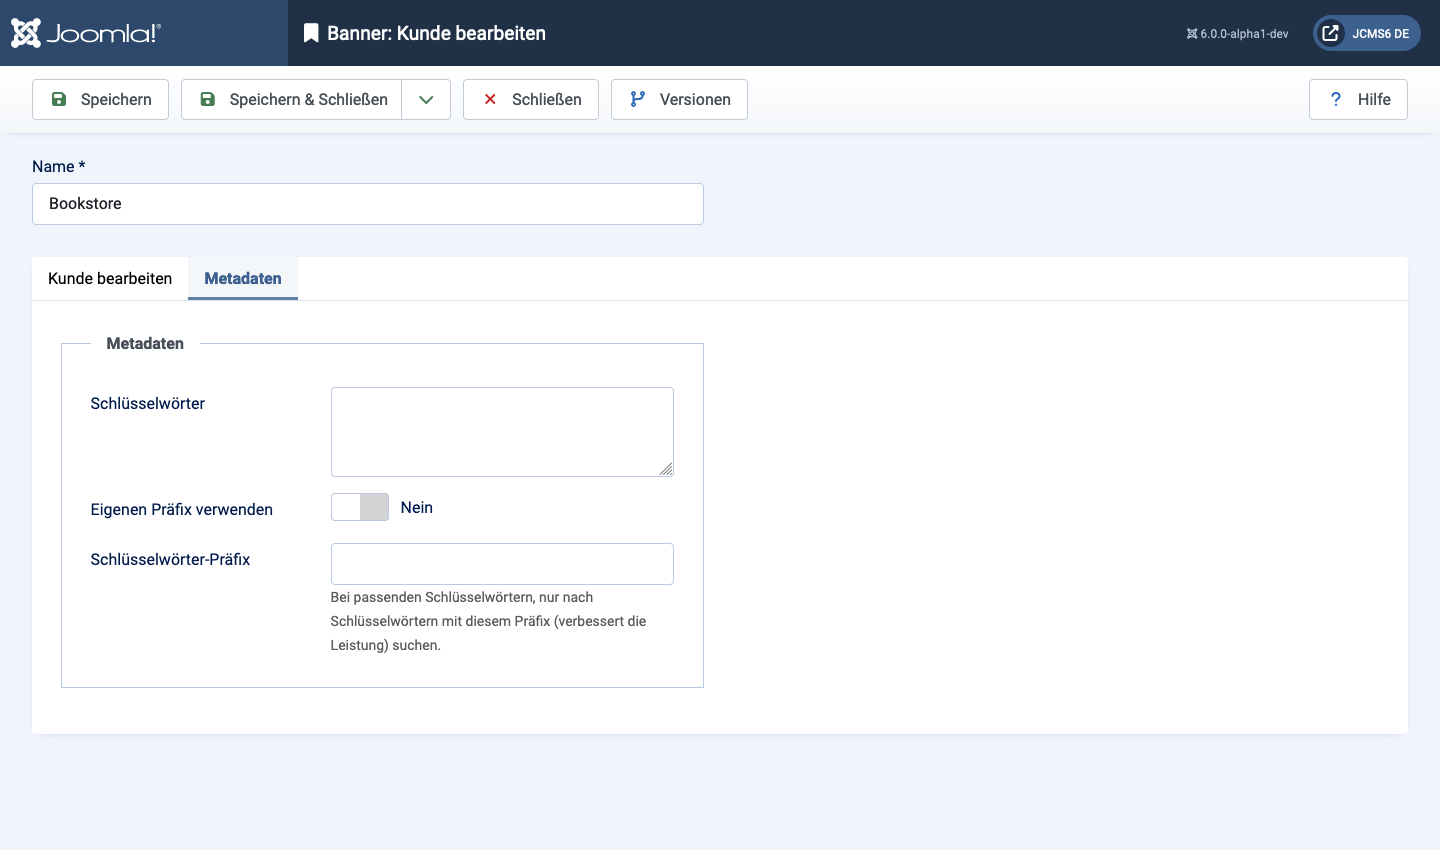 Joomla!®
Banner: Kunde bearbeiten
6.0.0-alpha1-dev
JCMS6 DE
Speichern
Speichern & Schließen
Schließen
Versionen
? Hilfe
Name *
Bookstore
Kunde bearbeiten
Metadaten
Metadaten
Schlüsselwörter
Eigenen Präfix verwenden
Nein
Schlüsselwörter-Präfix
Bei passenden Schlüsselwörtern, nur nach
Schlüsselwörtern mit diesem Präfix (verbessert die
Leistung) suchen.